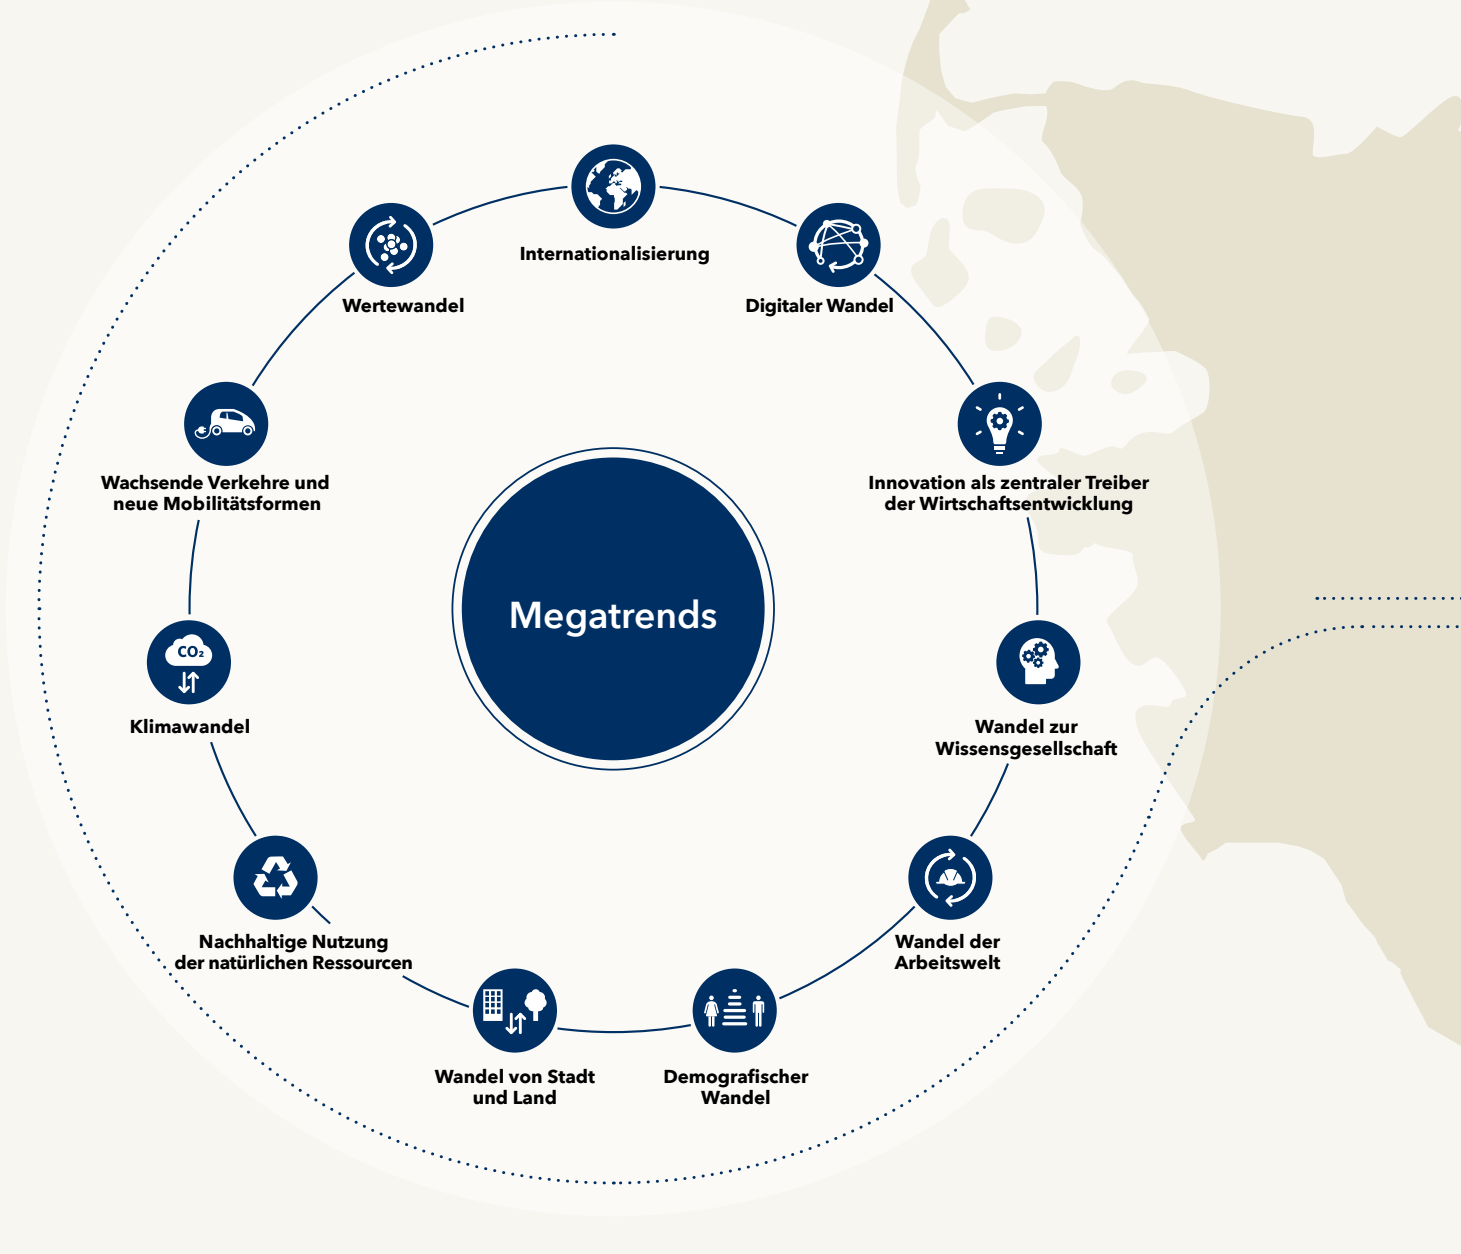 Internationalisierung
Digitaler Wandel
Innovation als zentraler Treiber
der Wirtschaftsentwicklung
Wandel zur
Wissensgesellschaft
Wandel der
Arbeitswelt
Demografischer
Wandel
Wandel von Stadt
und Land
Nachhaltige Nutzung
der natürlichen Ressourcen
CO₂
Klimawandel
Wachsende Verkehre und
neue Mobilitätsformen
Wertewandel
Megatrends